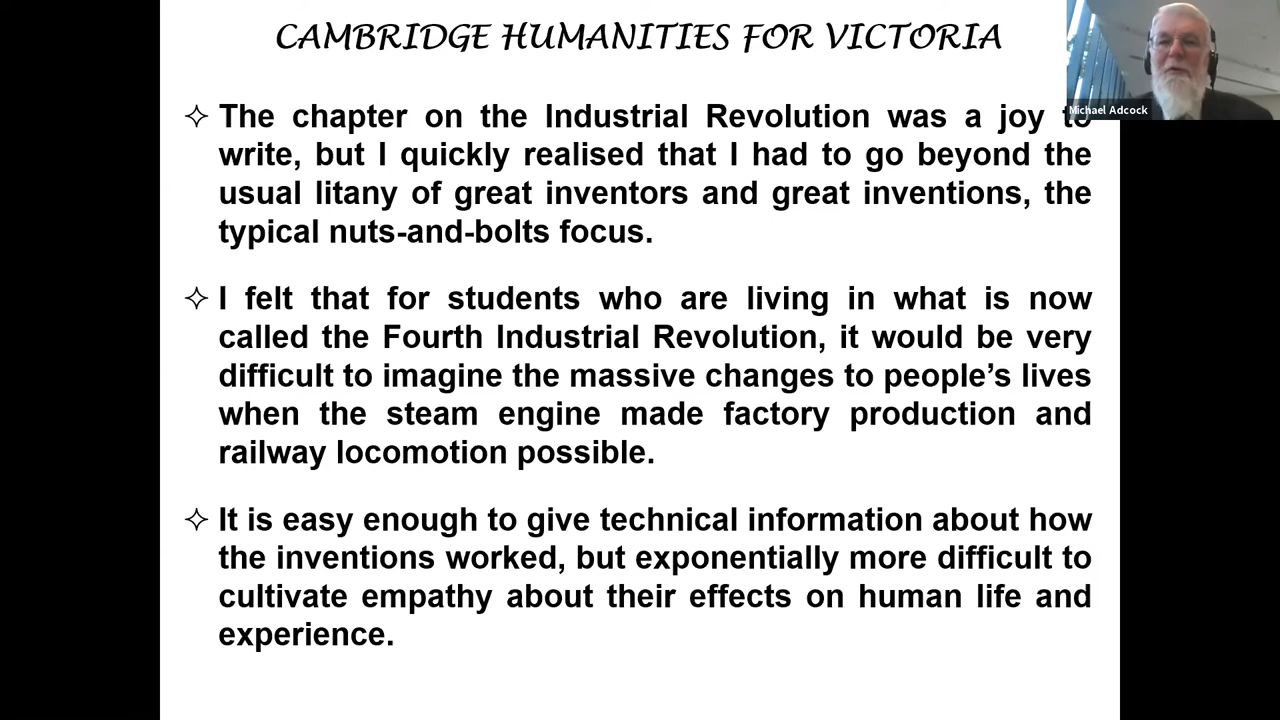 CAMBRIDGE HUMANITIES FOR VICTORIA
Michael Adcock
✧ The chapter on the Industrial Revolution was a joy to
write, but I quickly realised that I had to go beyond the
usual litany of great inventors and great inventions, the
typical nuts-and-bolts focus.
✧ I felt that for students who are living in what is now
called the Fourth Industrial Revolution, it would be very
difficult to imagine the massive changes to people’s lives
when the steam engine made factory production and
railway locomotion possible.
✧ It is easy enough to give technical information about how
the inventions worked, but exponentially more difficult to
cultivate empathy about their effects on human life and
experience.